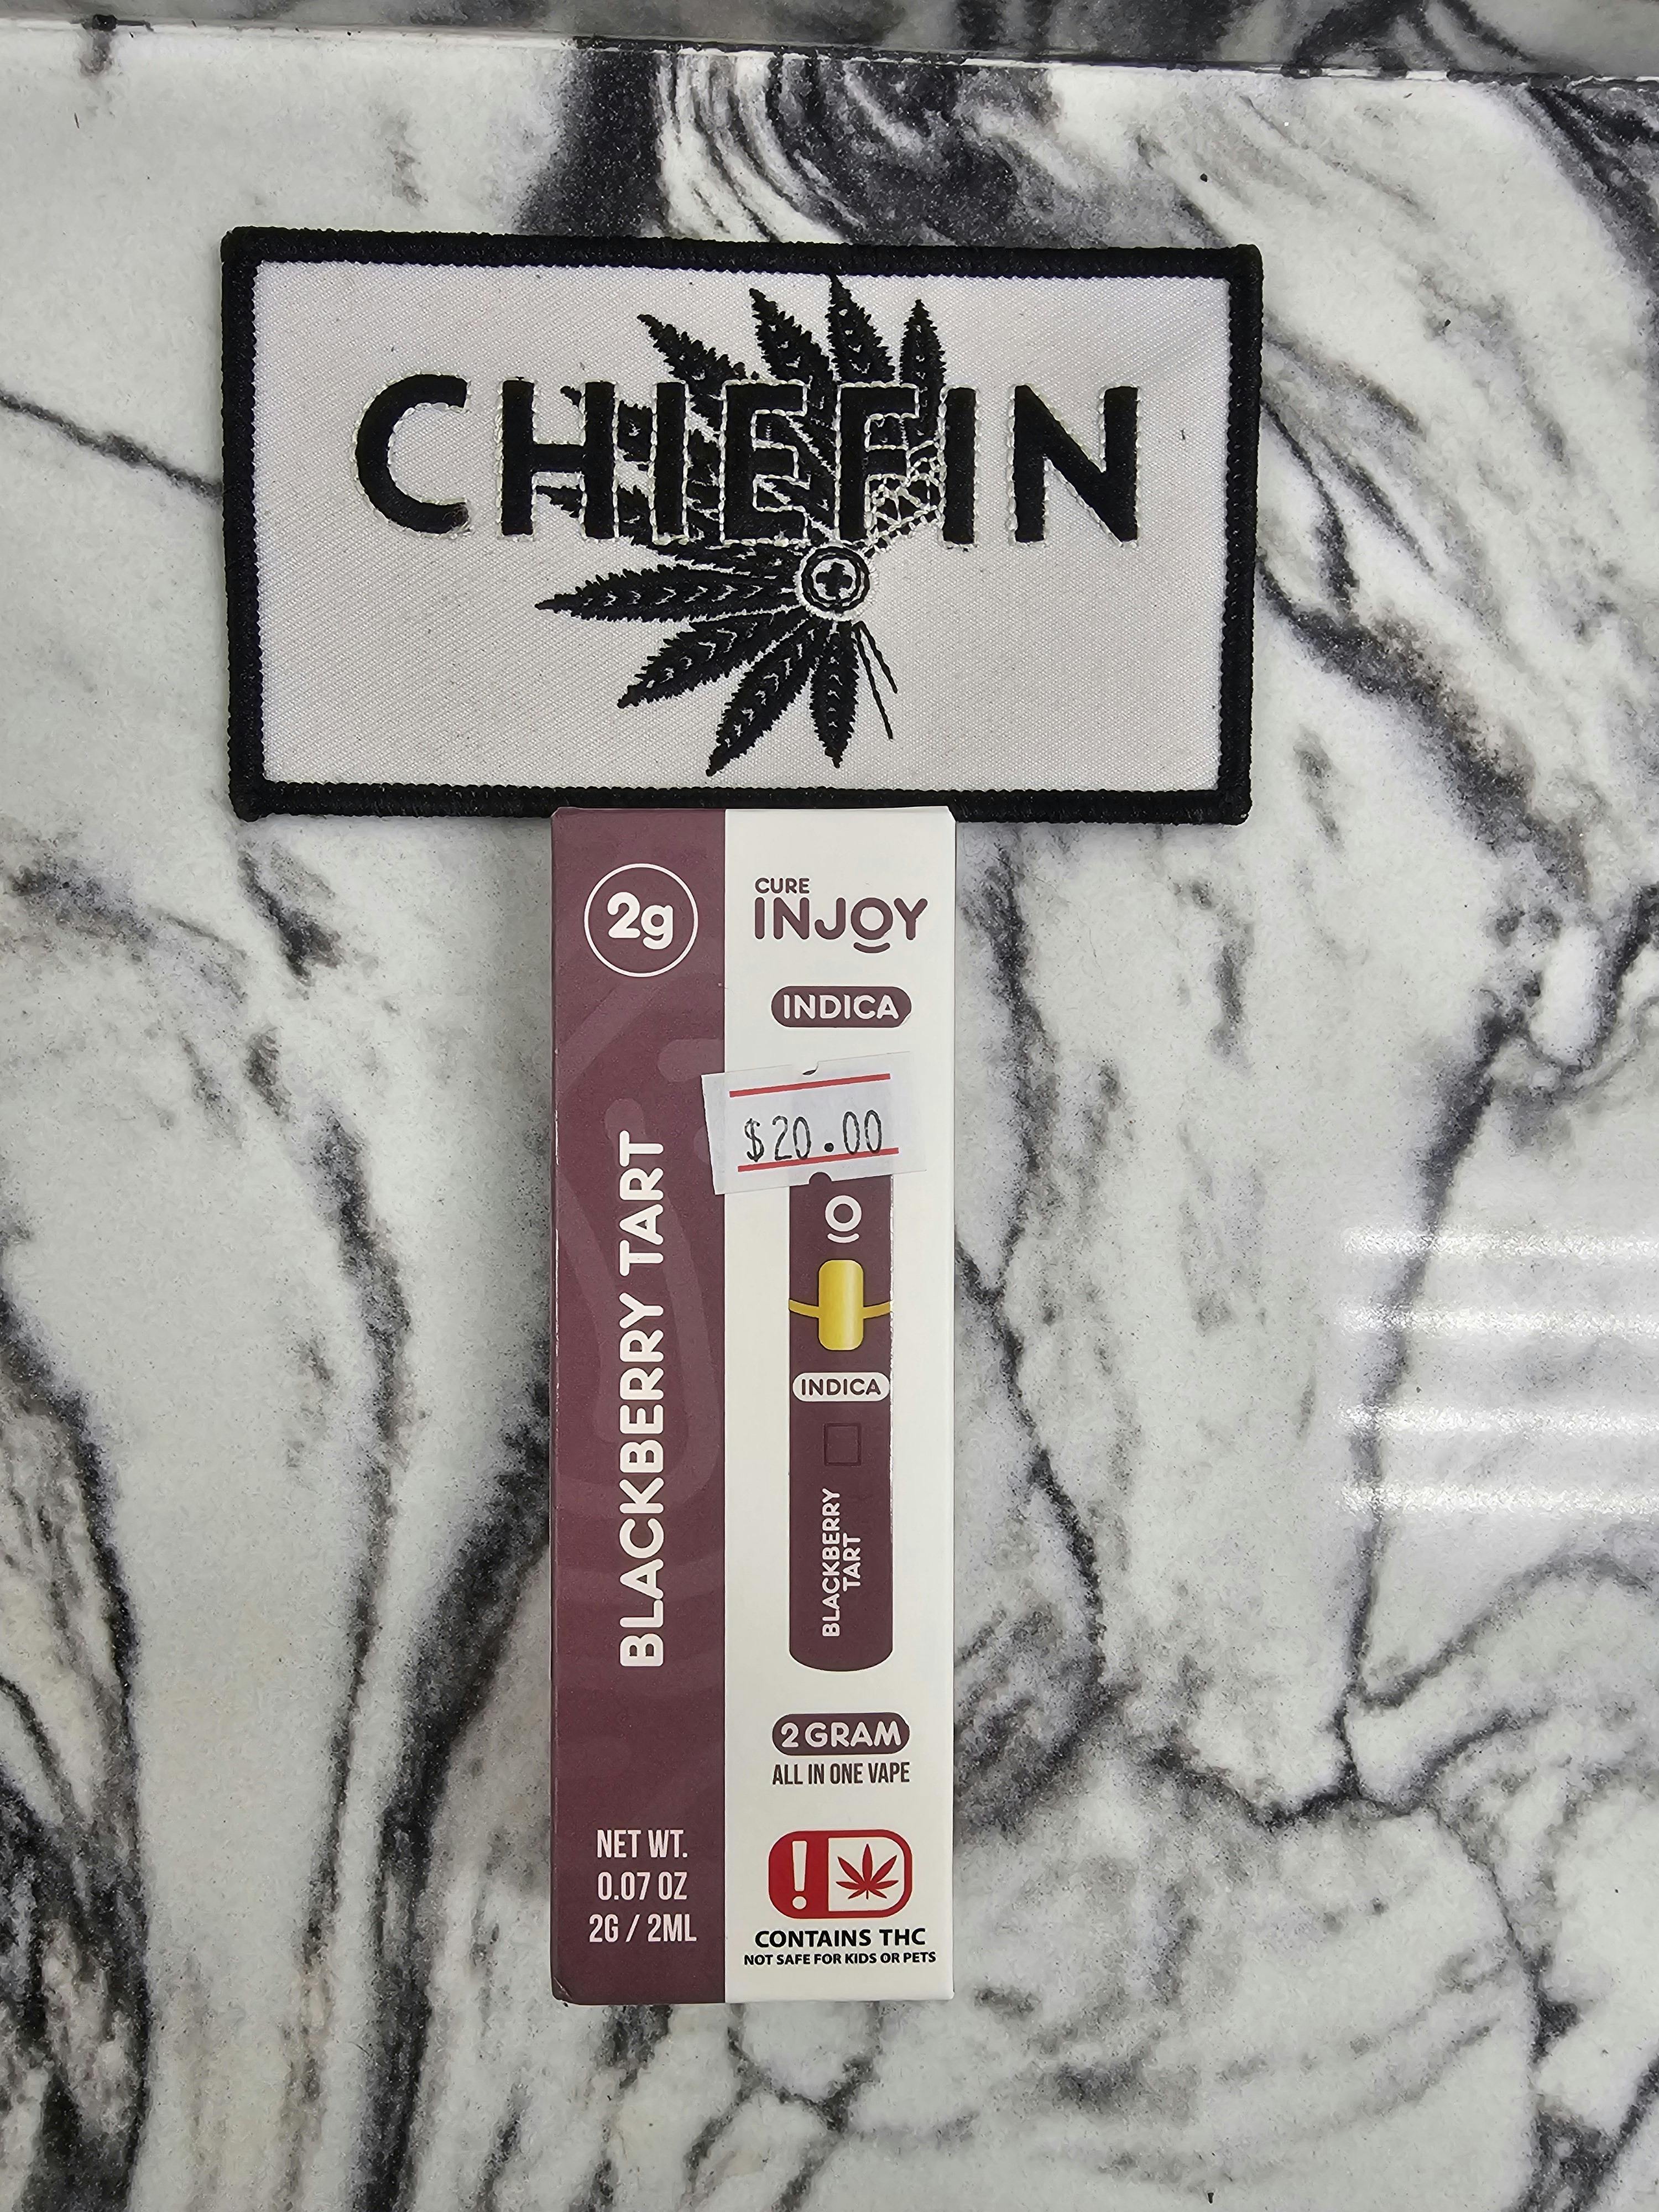 CHIEFIN
2g
BLACKBERRY TART
NET WT.
0.07 OZ
2G / 2ML
CURE
INJOY
INDICA
$20.00
INDICA
BLACKBERRY
TART
2 GRAM
ALL IN ONE VAPE
!
CONTAINS THC
NOT SAFE FOR KIDS OR PETS